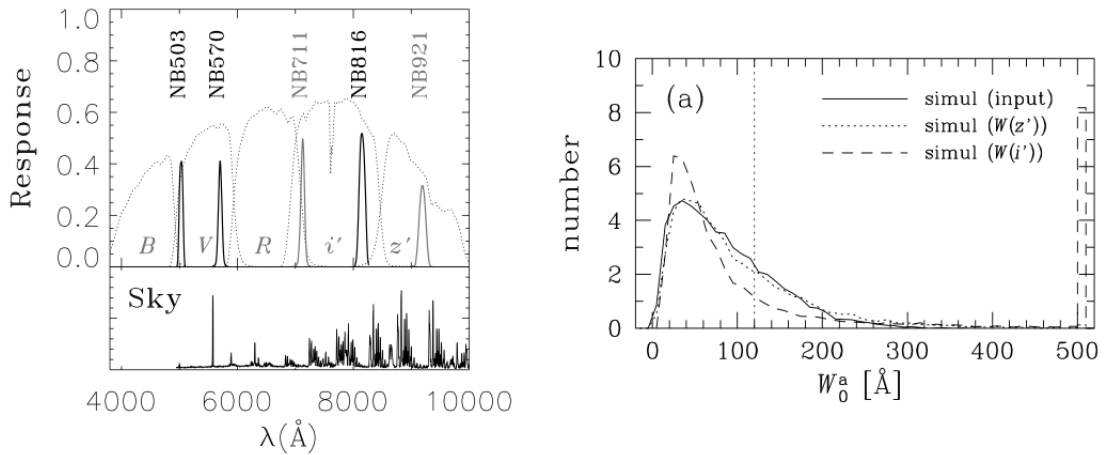 1.0
0.8
0.6
0.4
0.2
0.0
Response
NB503
NB570
NB711
NB816
NB921
B V R i' z'
Sky
4000 6000 8000 10000
λ(Å)
10
8
6
4
2
0
number
(a)
simul (input)
simul (W(z'))
simul (W(i'))
0 100 200 300 400 500
W₀ᵃ [Å]